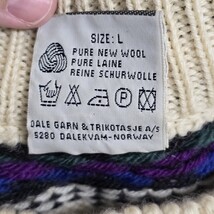 SIZE: L
PURE NEW WOOL
PURE LAINE
REINE SCHURWOLLE
DALE GARN & TRIKOTASJE A/S
5280 DALEKVAM-NORWAY